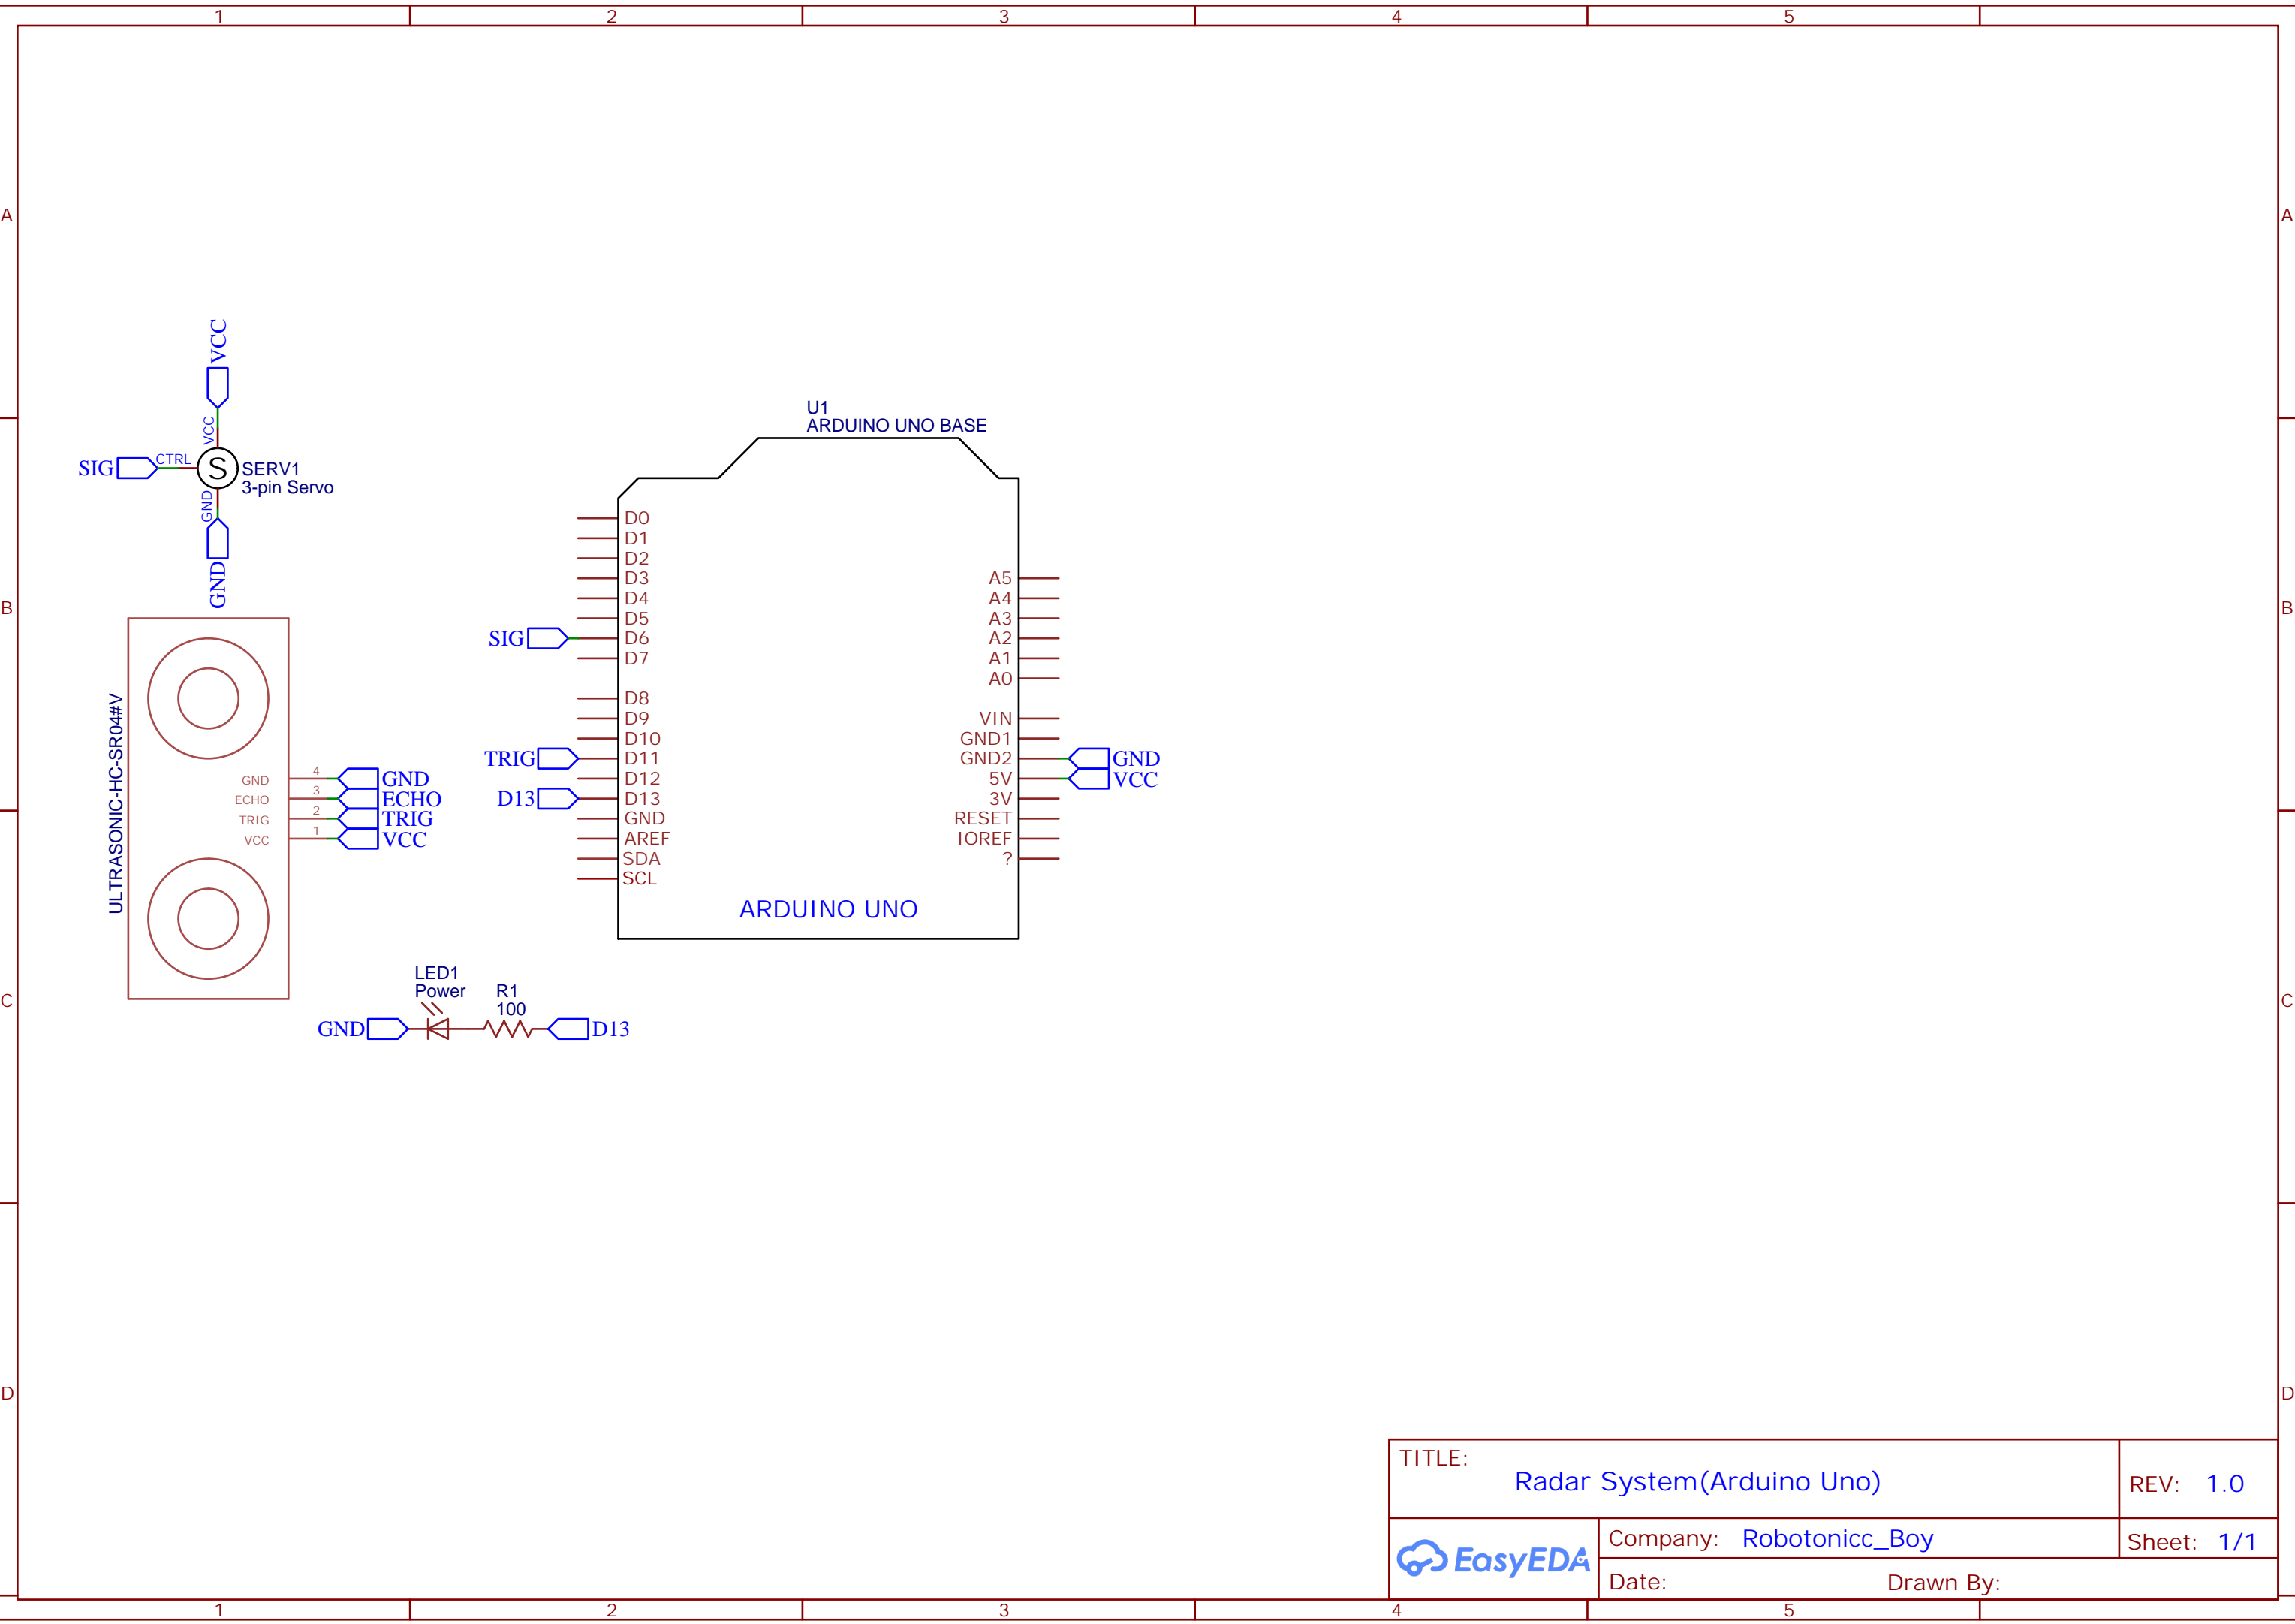 1 2 3 4 5
A A
VCC
VCC
SIG CTRL S SERV1
3-pin Servo
GND
GND
U1
ARDUINO UNO BASE
D0
D1
D2
D3 A5
D4 A4
B B
D5 A3
SIG D6 A2
D7 A1
A0
D8
D9 VIN
D10 GND1
TRIG D11 GND2 GND
D12 5V VCC
D13 D13 3V
GND RESET
AREF IOREF
SDA ?
SCL
ARDUINO UNO
ULTRASONIC-HC-SR04#V
GND 4 GND
ECHO 3 ECHO
TRIG 2 TRIG
VCC 1 VCC
C C
LED1
Power
R1
100
GND D13
D D
TITLE:
Radar System(Arduino Uno)
REV: 1.0
EasyEDA
Company: Robotonicc_Boy
Sheet: 1/1
Date: Drawn By:
1 2 3 4 5